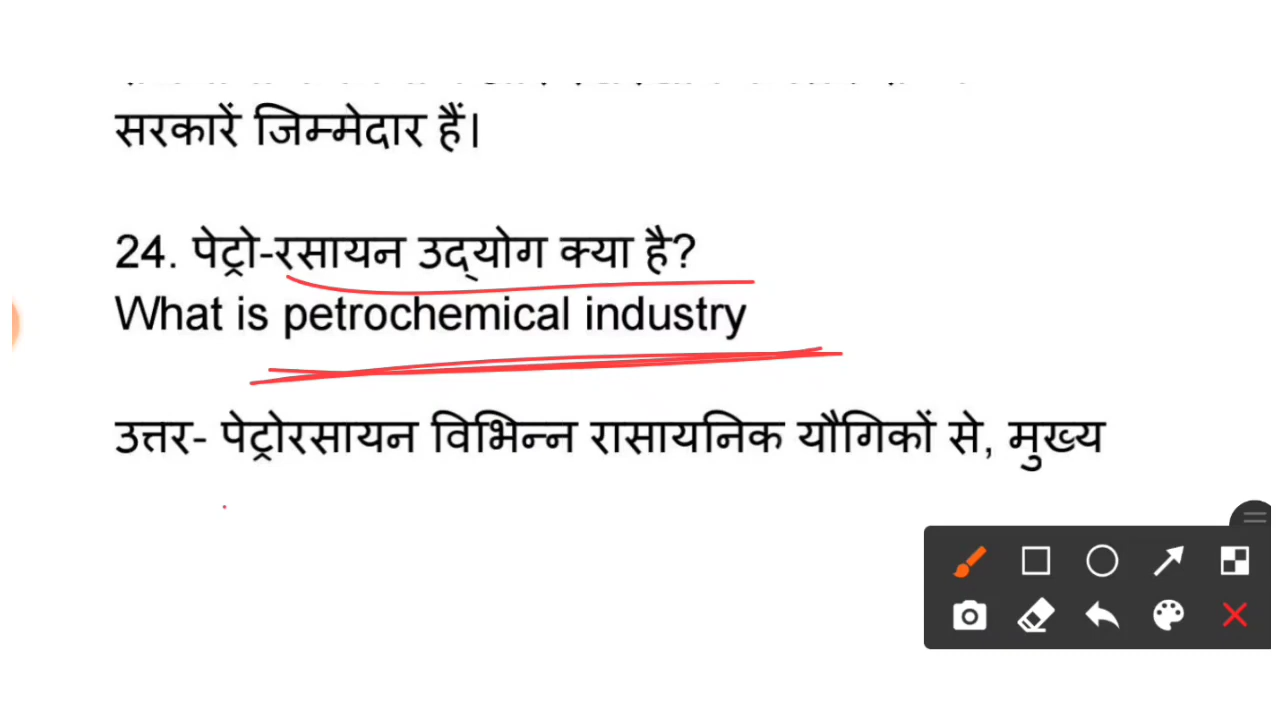 सरकारें जिम्मेदार हैं।
24. पेट्रो-रसायन उद्योग क्या है?
What is petrochemical industry
उत्तर- पेट्रोरसायन विभिन्न रासायनिक यौगिकों से, मुख्य